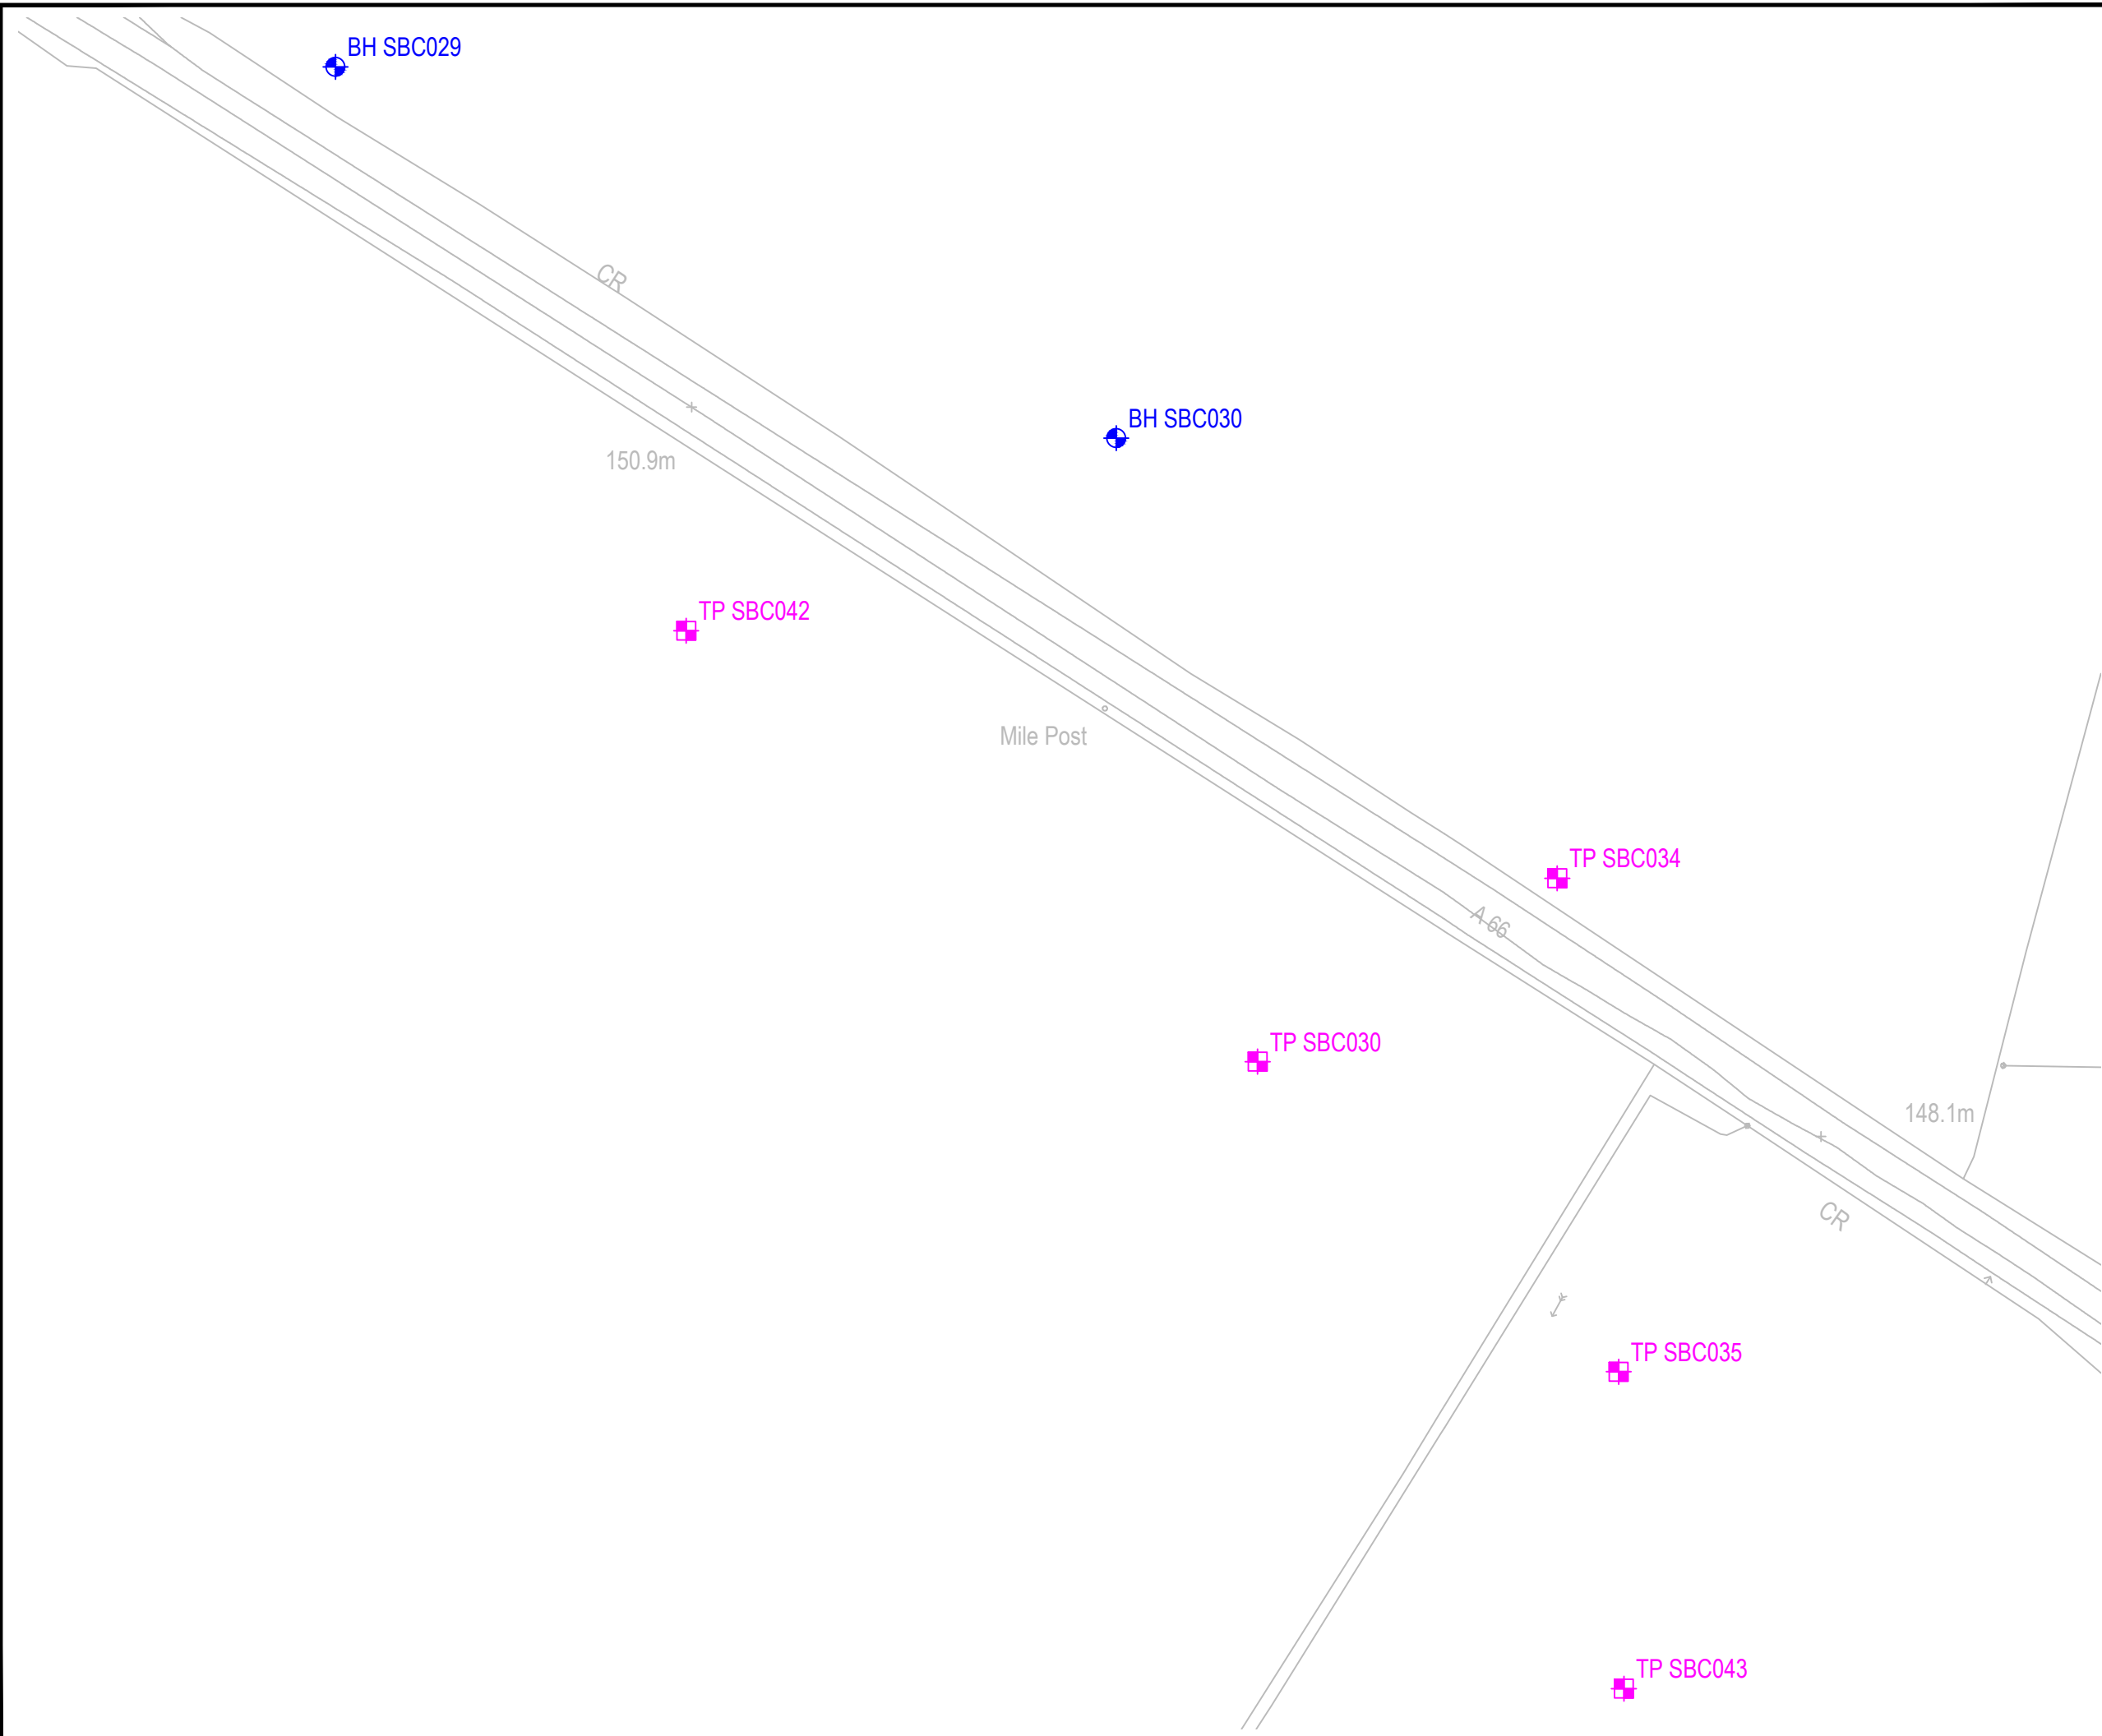 BH SBC029
CR
BH SBC030
150.9m
TP SBC042
Mile Post
TP SBC034
A 66
TP SBC030
148.1m
CR
TP SBC035
TP SBC043